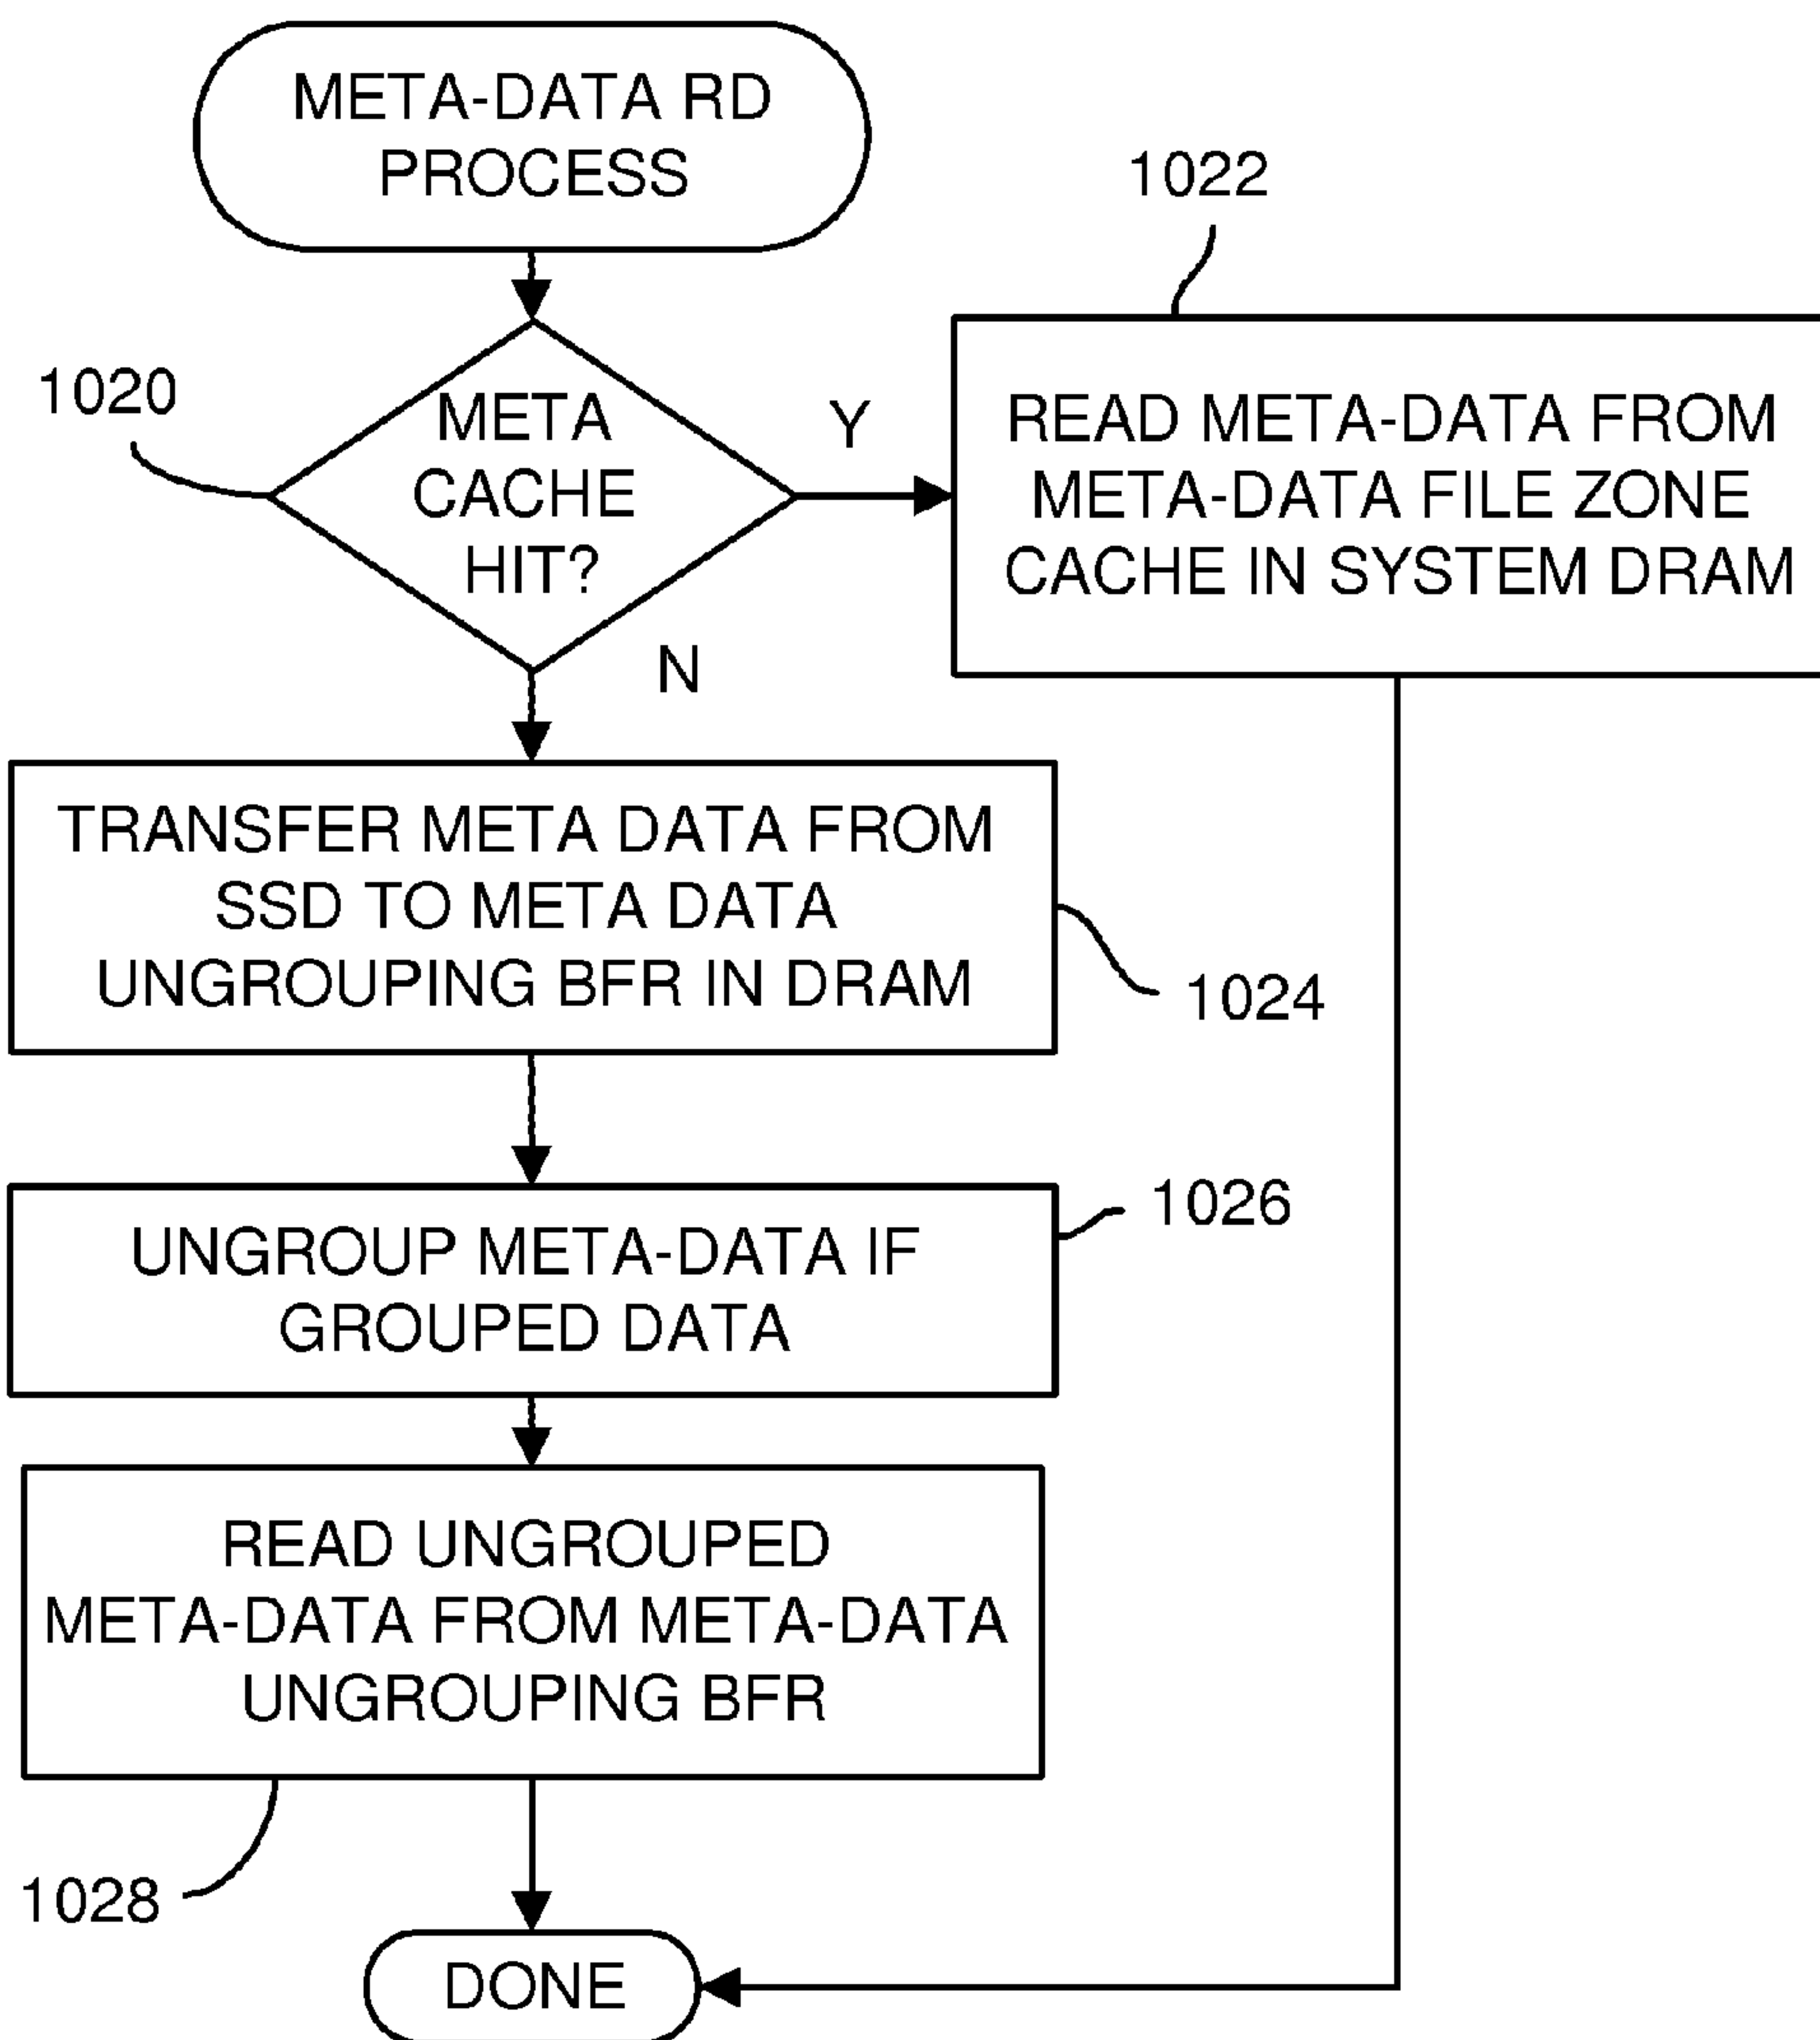 META-DATA RD
PROCESS
1022
1020
META
CACHE
HIT?
Y
READ META-DATA FROM
META-DATA FILE ZONE
CACHE IN SYSTEM DRAM
N
TRANSFER META DATA FROM
SSD TO META DATA
UNGROUPING BFR IN DRAM
1024
UNGROUP META-DATA IF
GROUPED DATA
1026
READ UNGROUPED
META-DATA FROM META-DATA
UNGROUPING BFR
1028
DONE